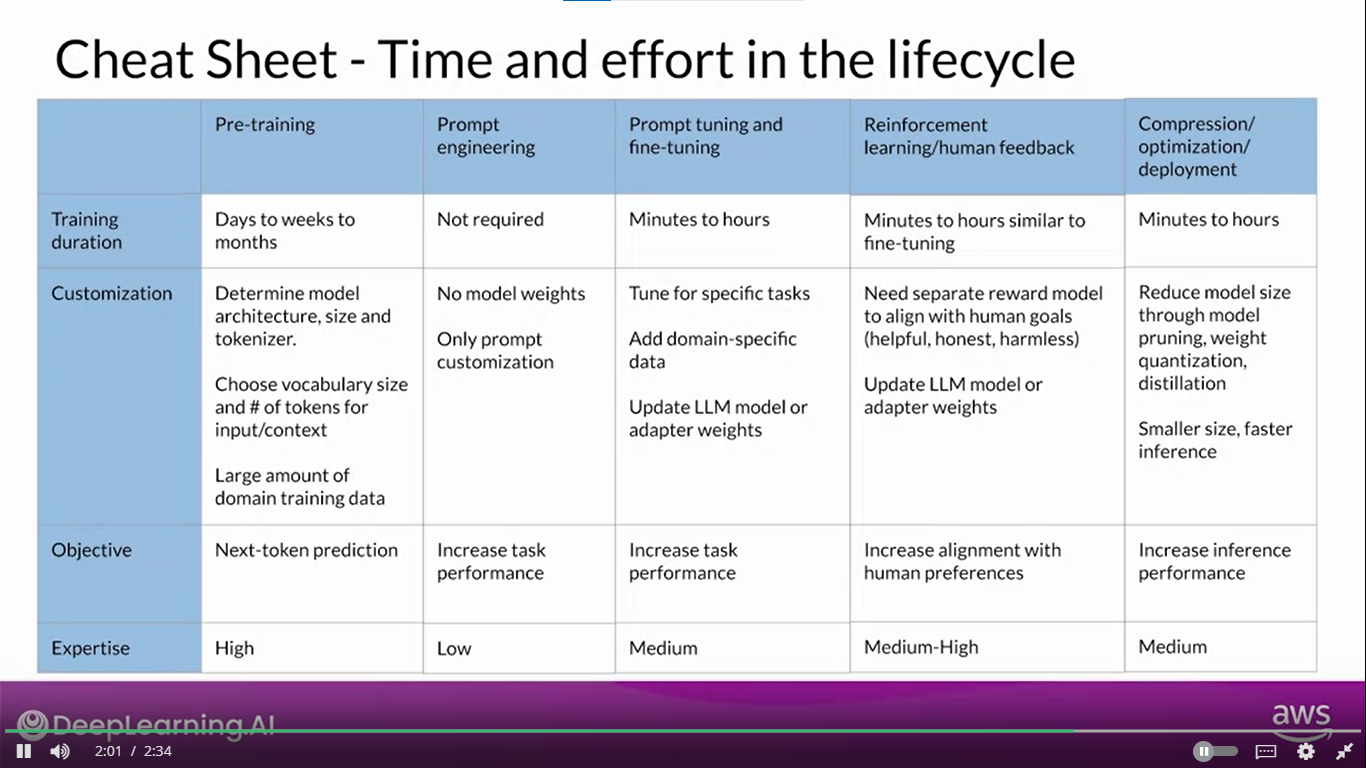 Cheat Sheet - Time and effort in the lifecycle
Pre-training
Prompt
engineering
Prompt tuning and
fine-tuning
Reinforcement
learning/human feedback
Compression/
optimization/
deployment
Training
duration
Days to weeks to
months
Not required
Minutes to hours
Minutes to hours similar to
fine-tuning
Minutes to hours
Customization
Determine model
architecture, size and
tokenizer.
Choose vocabulary size
and # of tokens for
input/context
Large amount of
domain training data
No model weights
Only prompt
customization
Tune for specific tasks
Add domain-specific
data
Update LLM model or
adapter weights
Need separate reward model
to align with human goals
(helpful, honest, harmless)
Update LLM model or
adapter weights
Reduce model size
through model
pruning, weight
quantization,
distillation
Smaller size, faster
inference
Objective
Next-token prediction
Increase task
performance
Increase task
performance
Increase alignment with
human preferences
Increase inference
performance
Expertise
High
Low
Medium
Medium-High
Medium
DeepLearning.AI
aws
2:01 / 2:34